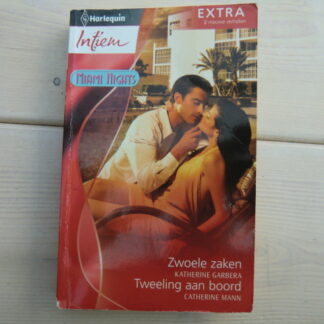 Harlequin
EXTRA
2 nieuwe verhalen
Intiem
MIAMI NIGHTS
Zwoele zaken
KATHERINE GARBERA
Tweeling aan boord
CATHERINE MANN